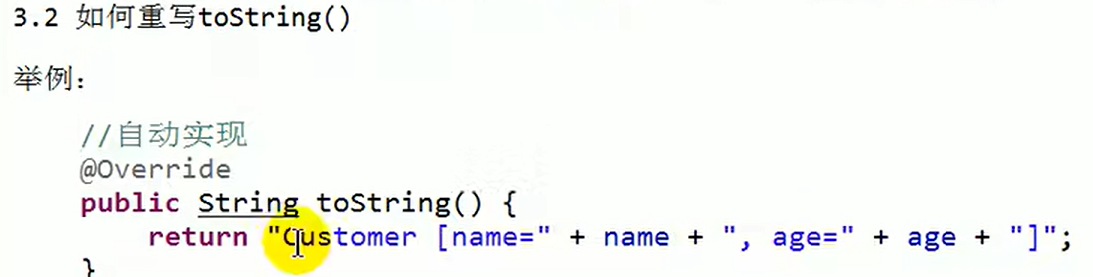 3.2 如何重写toString()
举例：
//自动实现
@Override
public String toString() {
return "Customer [name=" + name + ", age=" + age + "]";
}